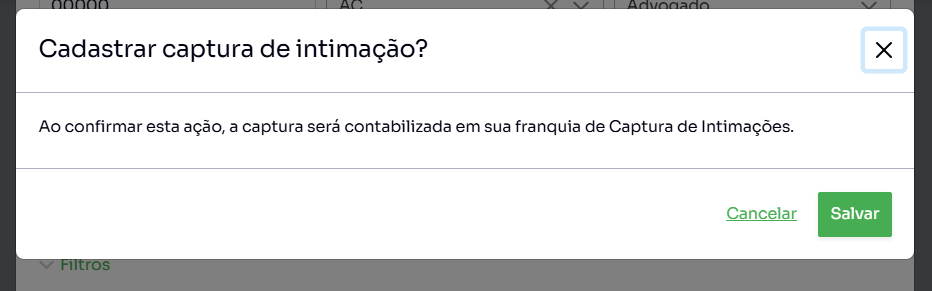 00000 AC Advogado
Cadastrar captura de intimação?
Ao confirmar esta ação, a captura será contabilizada em sua franquia de Captura de Intimações.
Cancelar Salvar
Filtros